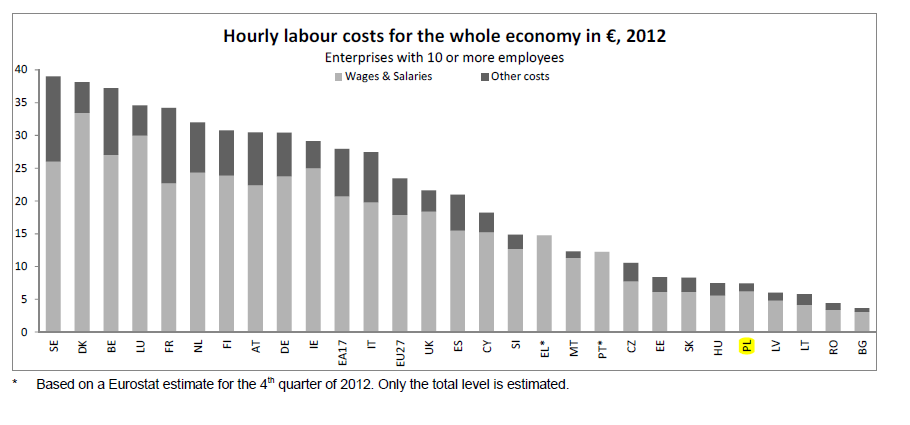 Hourly labour costs for the whole economy in €, 2012
Enterprises with 10 or more employees
Wages & Salaries Other costs
40
35
30
25
20
15
10
5
0
SE DK BE LU FR NL FI AT DE IE EA17 IT EU27 UK ES CY SI EL* MT PT* CZ EE SK HU PL LV LT RO BG
* Based on a Eurostat estimate for the 4th quarter of 2012. Only the total level is estimated.